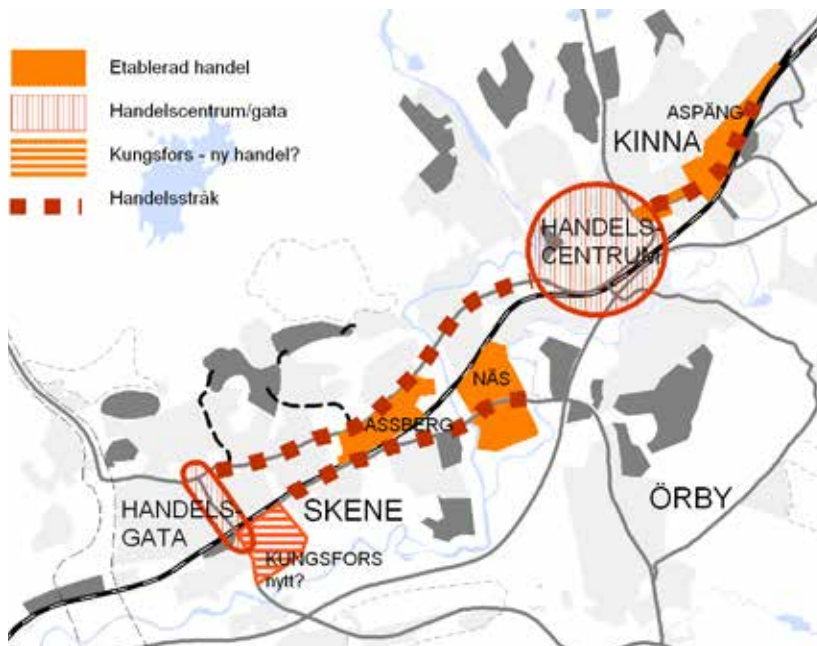 Etablerad handel
Handelscentrum/gata
Kungsfors - ny handel?
Handelsstråk
ASPÄNG
KINNA
HANDELS-
CENTRUM
NÄS
ASSBERG
ÖRBY
HANDELS-
GATA
SKENE
KUNGSFORS
nytt?